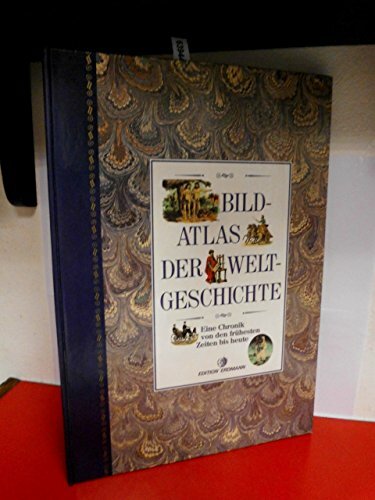 BILD-
ATLAS
DER WELT-
GESCHICHTE
Eine Chronik
von den frühesten
Zeiten bis heute
EDITION ERDMANN